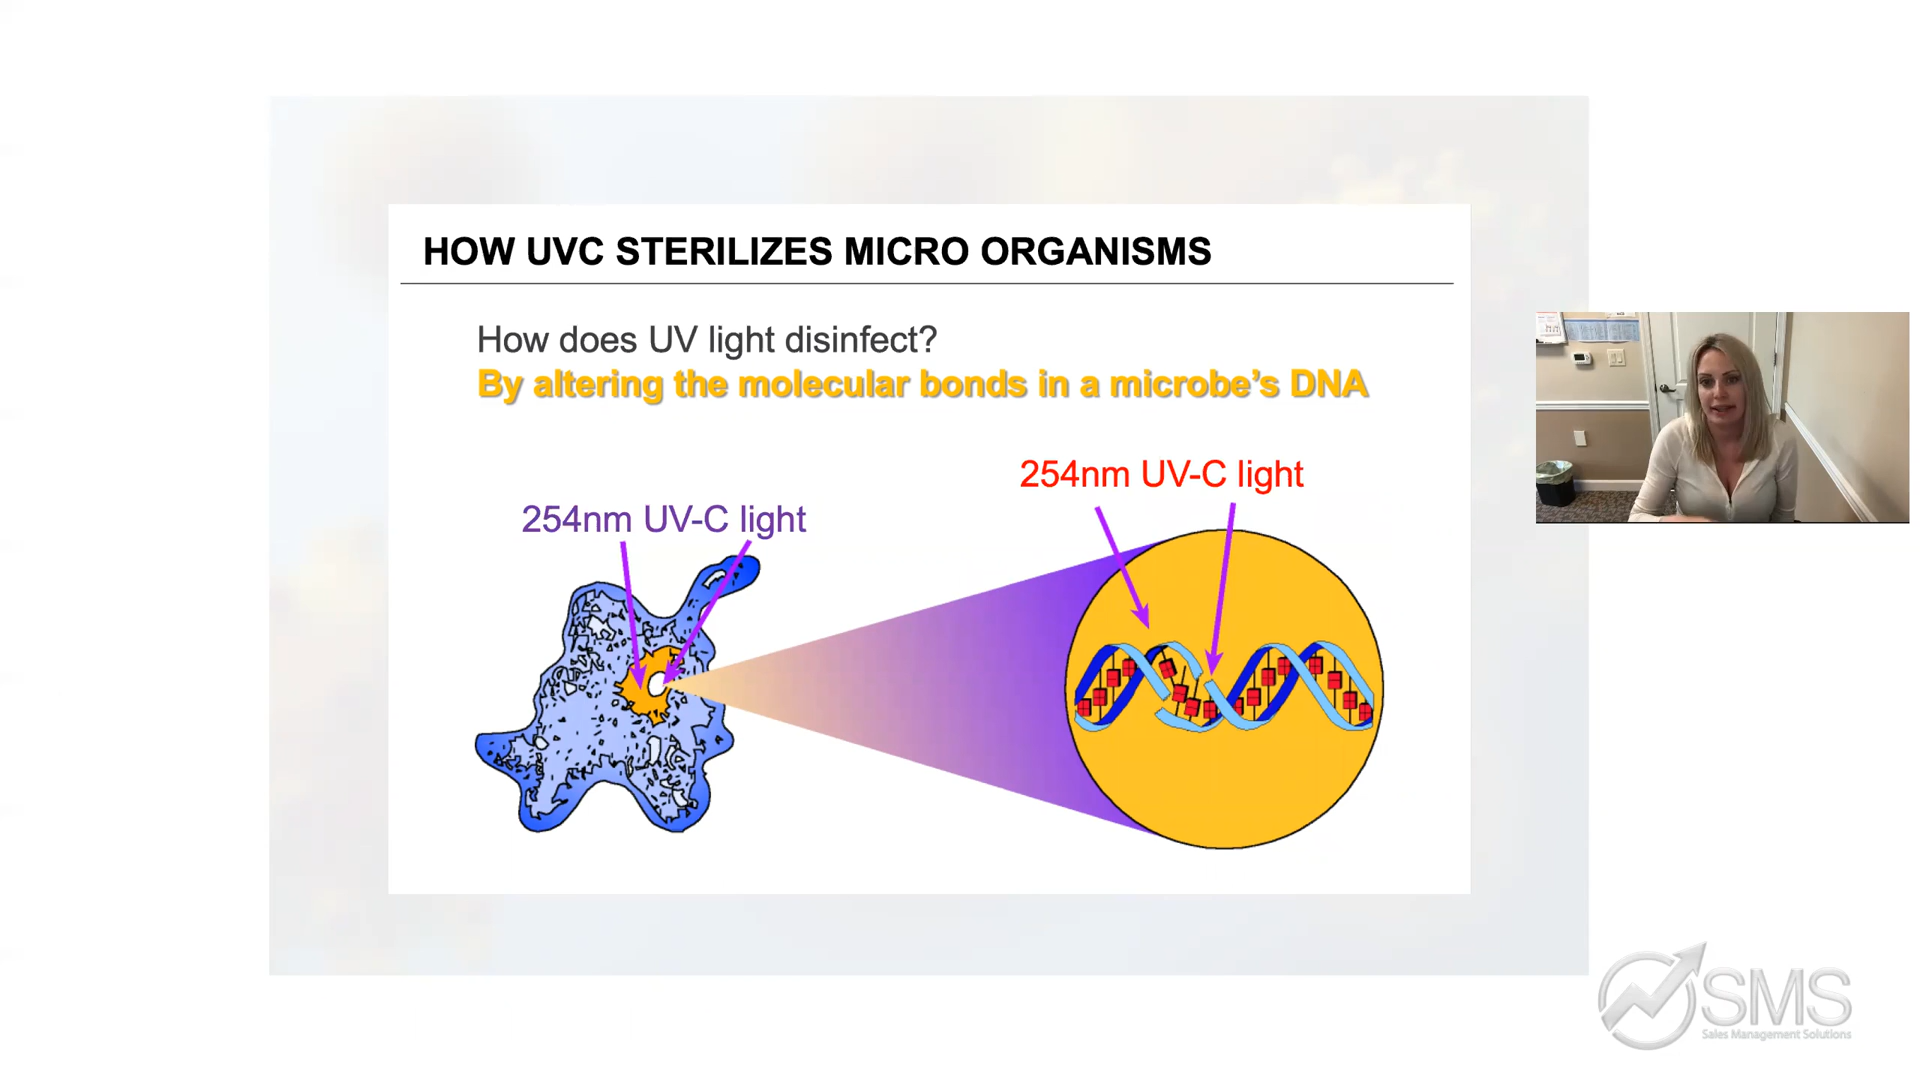 HOW UVC STERILIZES MICRO ORGANISMS
How does UV light disinfect?
By altering the molecular bonds in a microbe’s DNA
254nm UV-C light
254nm UV-C light
SMS
Sales Management Solutions